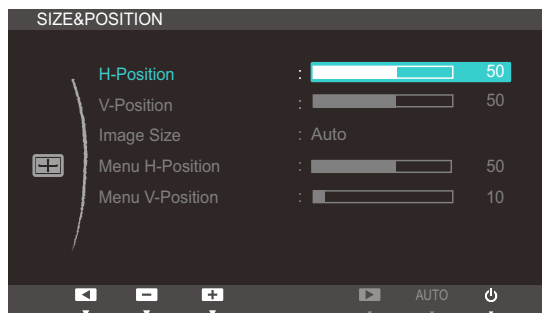 SIZE&POSITION
H-Position : 50
V-Position : 50
Image Size : Auto
Menu H-Position : 50
Menu V-Position : 10
AUTO